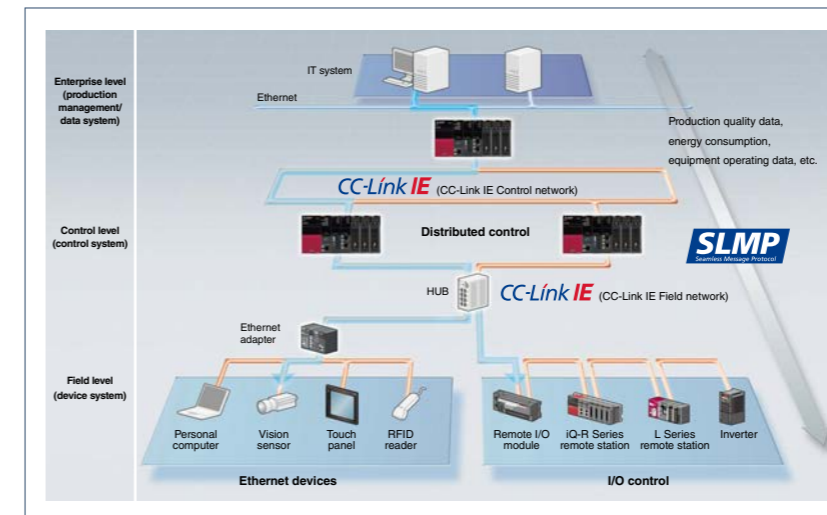 IT system
Enterprise level
(production
management/
data system)
Ethernet
Production quality data,
energy consumption,
equipment operating data, etc.
CC-Link IE (CC-Link IE Control network)
Control level
(control system)
Distributed control
SLMP
Seamless Message Protocol
HUB
CC-Link IE (CC-Link IE Field network)
Ethernet
adapter
Field level
(device system)
Personal
computer
Vision
sensor
Touch
panel
RFID
reader
Remote I/O
module
iQ-R Series
remote station
L Series
remote station
Inverter
Ethernet devices
I/O control